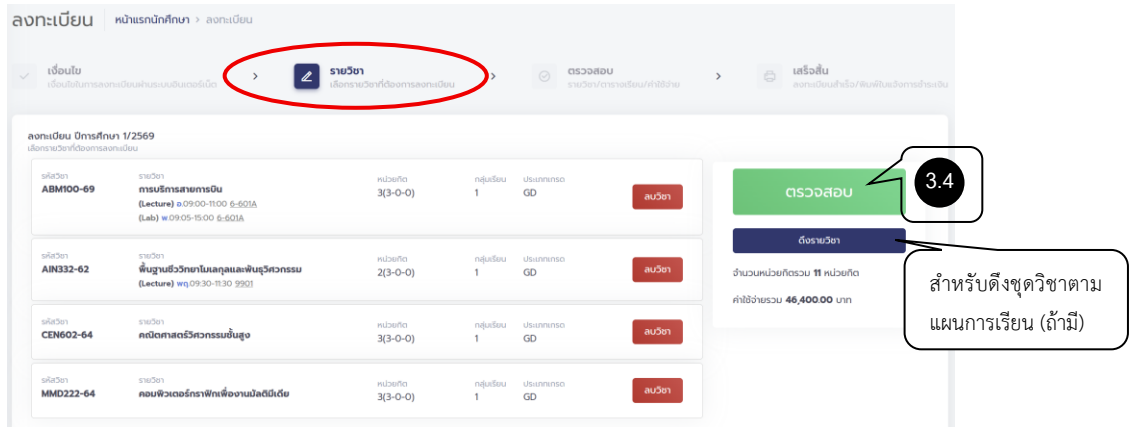 ลงทะเบียน หน้าแรกนักศึกษา > ลงทะเบียน
เงื่อนไข
เงื่อนไขในการลงทะเบียนผ่านระบบอินเตอร์เน็ต
รายวิชา
เลือกรายวิชาที่ต้องการลงทะเบียน
ตรวจสอบ
รายวิชา/ตารางเรียน/ค่าใช้จ่าย
เสร็จสิ้น
ลงทะเบียนสำเร็จ/พิมพ์ใบแจ้งการชำระเงิน
ลงทะเบียน ปีการศึกษา 1/2569
เลือกรายวิชาที่ต้องการลงทะเบียน
รหัสวิชา รายวิชา หน่วยกิต กลุ่มเรียน ประเภทเกรด
ABM100-69 การบริการสายการบิน 3(3-0-0) 1 GD ลบวิชา
(Lecture) อ.09:00-11:00 6-601A
(Lab) พ.09:05-15:00 6-601A
รหัสวิชา รายวิชา หน่วยกิต กลุ่มเรียน ประเภทเกรด
AIN332-62 พื้นฐานชีววิทยาโมเลกุลและพันธุวิศวกรรม 2(3-0-0) 1 GD ลบวิชา
(Lecture) พฤ.09:30-11:30 9901
รหัสวิชา รายวิชา หน่วยกิต กลุ่มเรียน ประเภทเกรด
CEN602-64 คณิตศาสตร์วิศวกรรมขั้นสูง 3(3-0-0) 1 GD ลบวิชา
รหัสวิชา รายวิชา หน่วยกิต กลุ่มเรียน ประเภทเกรด
MMD222-64 คอมพิวเตอร์กราฟิกเพื่องานมัลติมีเดีย 3(3-0-0) 1 GD ลบวิชา
ตรวจสอบ
3.4
ดึงรายวิชา
จำนวนหน่วยกิตรวม 11 หน่วยกิต
ค่าใช้จ่ายรวม 46,400.00 บาท
สำหรับดึงชุดวิชาตาม
แผนการเรียน (ถ้ามี)